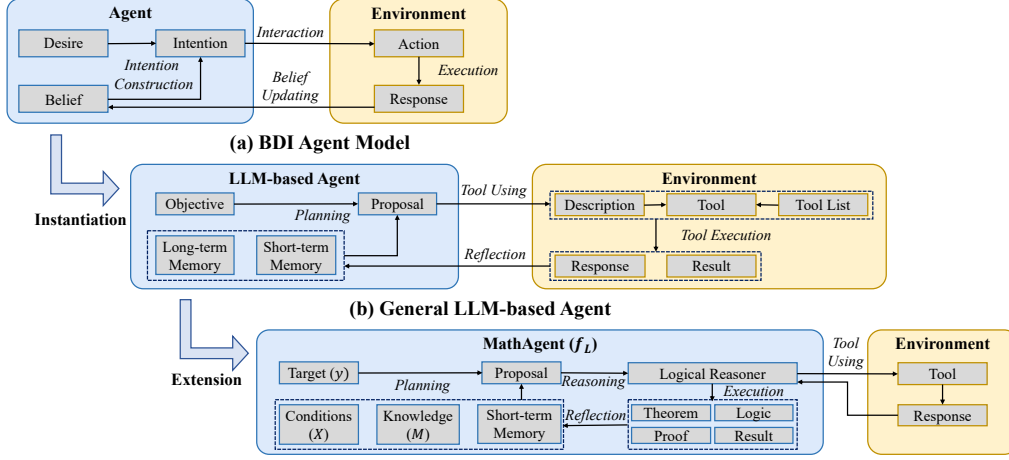 Agent
Environment
Desire
Intention
Interaction
Action
Intention
Construction
Execution
Belief
Updating
Belief
Response
(a) BDI Agent Model
Instantiation
LLM-based Agent
Environment
Objective
Planning
Proposal
Tool Using
Description
Tool
Tool List
Long-term
Memory
Short-term
Memory
Tool Execution
Reflection
Response
Result
(b) General LLM-based Agent
Extension
MathAgent (f_L)
Environment
Tool
Using
Target (y)
Planning
Proposal
Reasoning
Logical Reasoner
Tool
Execution
Conditions
(X)
Knowledge
(M)
Short-term
Memory
Reflection
Theorem
Logic
Proof
Result
Response